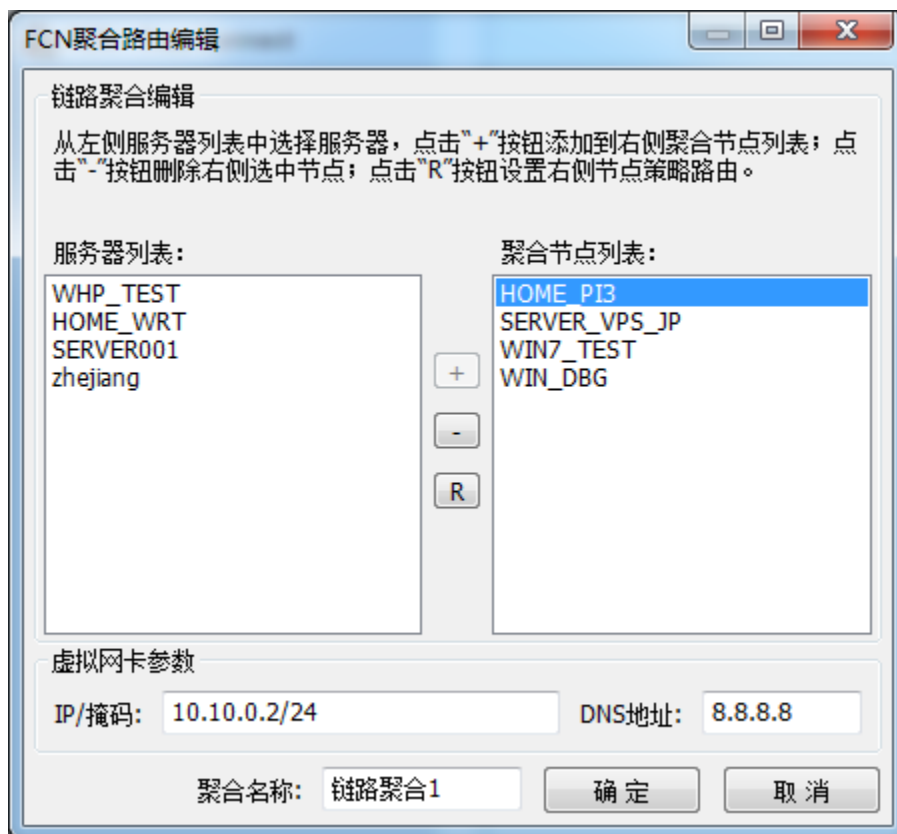 FCN聚合路由编辑
链路聚合编辑
从左侧服务器列表中选择服务器，点击“+”按钮添加到右侧聚合节点列表；点
击“-”按钮删除右侧选中节点；点击“R”按钮设置右侧节点策略路由。
服务器列表：
聚合节点列表：
WHP_TEST
HOME_WRT
SERVER001
zhejiang
+
-
R
HOME_PI3
SERVER_VPS_JP
WIN7_TEST
WIN_DBG
虚拟网卡参数
IP/掩码: 10.10.0.2/24 DNS地址: 8.8.8.8
聚合名称: 链路聚合1 确 定 取 消